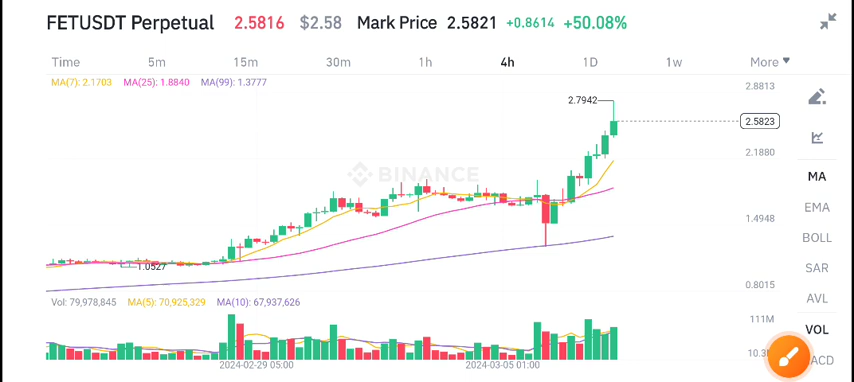 FETUSDT Perpetual 2.5816 $2.58 Mark Price 2.5821 +0.8614 +50.08%
Time 5m 15m 30m 1h 4h 1D 1w More
MA(7): 2.1703 MA(25): 1.8840 MA(99): 1.3777
2.8813
2.7942
2.5823
2.1880
BINANCE
1.4948
1.0527
0.8015
MA
EMA
BOLL
SAR
AVL
VOL
Vol: 79,978,845 MA(5): 70,925,329 MA(10): 67,937,626
111M
2024-02-29 05:00 2024-03-05 01:00